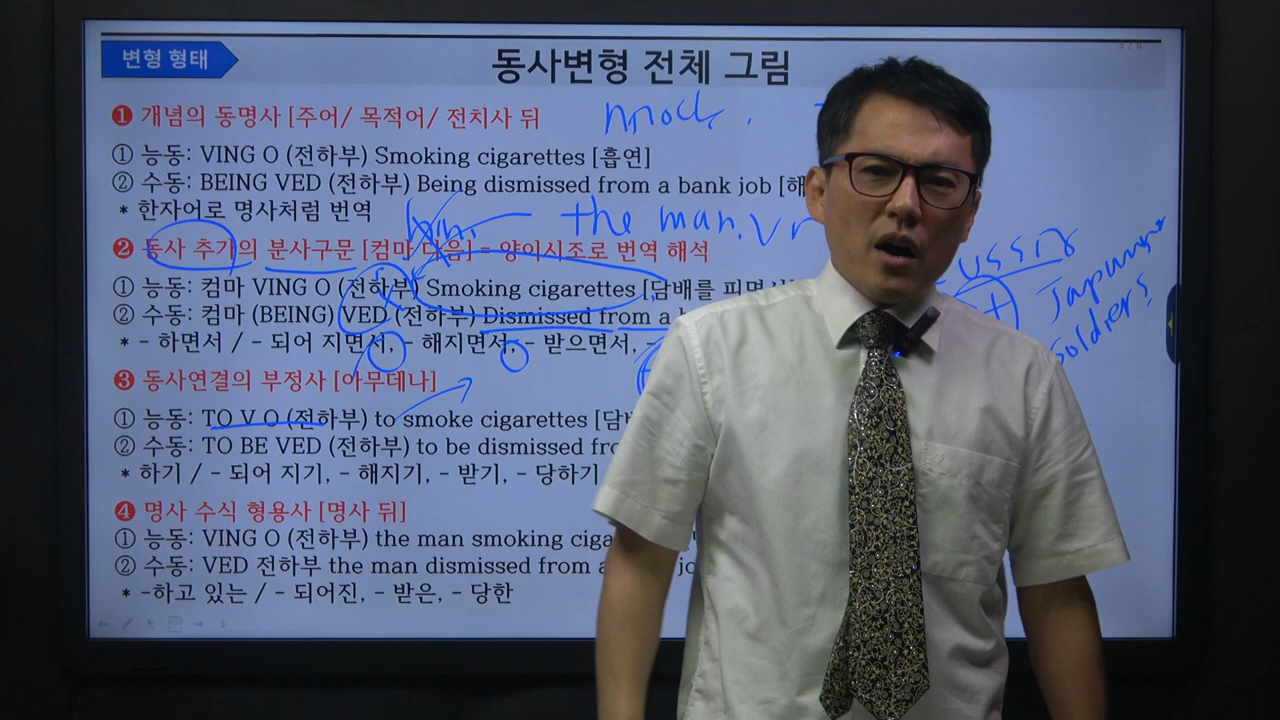 변형 형태
동사변형 전체 그림
❶ 개념의 동명사 [주어/ 목적어/ 전치사 뒤
mock.
① 능동: VING O (전하부) Smoking cigarettes [흡연]
② 수동: BEING VED (전하부) Being dismissed from a bank job [해
* 한자어로 명사처럼 번역
the man.
❷ 동사 추가의 분사구문 [컴마 다음] - 양이시조로 번역 해석
① 능동: 컴마 VING O (전하부) Smoking cigarettes [담배를 피면서
Japanese
soldiers
② 수동: 컴마 (BEING) VED (전하부) Dismissed from a
* - 하면서 / - 되어 지면서, - 해지면서, - 받으면서, -
❸ 동사연결의 부정사 [아무데나]
① 능동: TO V O (전하부) to smoke cigarettes [담
② 수동: TO BE VED (전하부) to be dismissed
* 하기 / - 되어 지기, - 해지기, - 받기, - 당하기
❹ 명사 수식 형용사 [명사 뒤]
① 능동: VING O (전하부) the man smoking
② 수동: VED 전하부 the man dismissed from a
* -하고 있는 / - 되어진, - 받은, - 당한